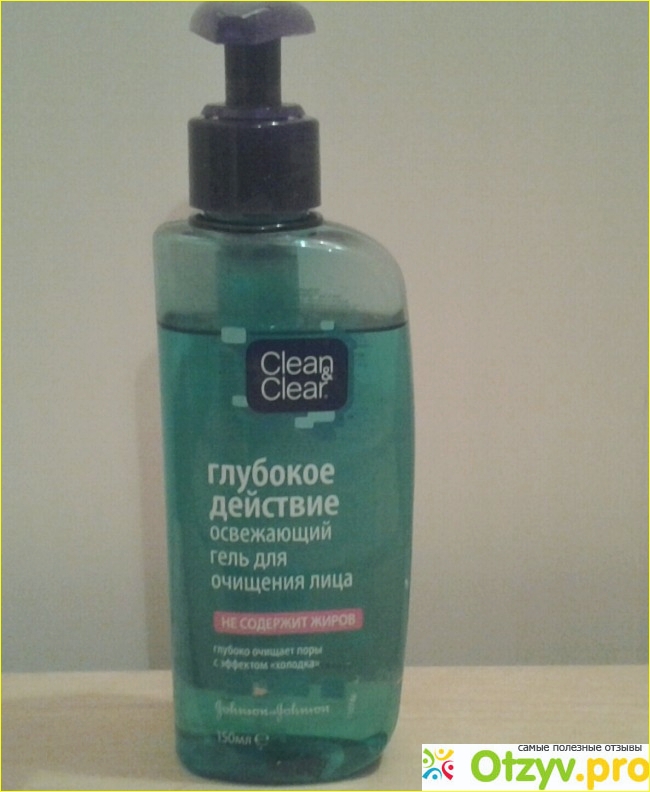 Clean &
Clear
глубокое
действие
освежающий
гель для
очищения лица
НЕ СОДЕРЖИТ ЖИРОВ
глубоко очищает поры
с эффектом «холодка»
Johnson & Johnson
150мл ℮
самые полезные отзывы
Otzyv.pro